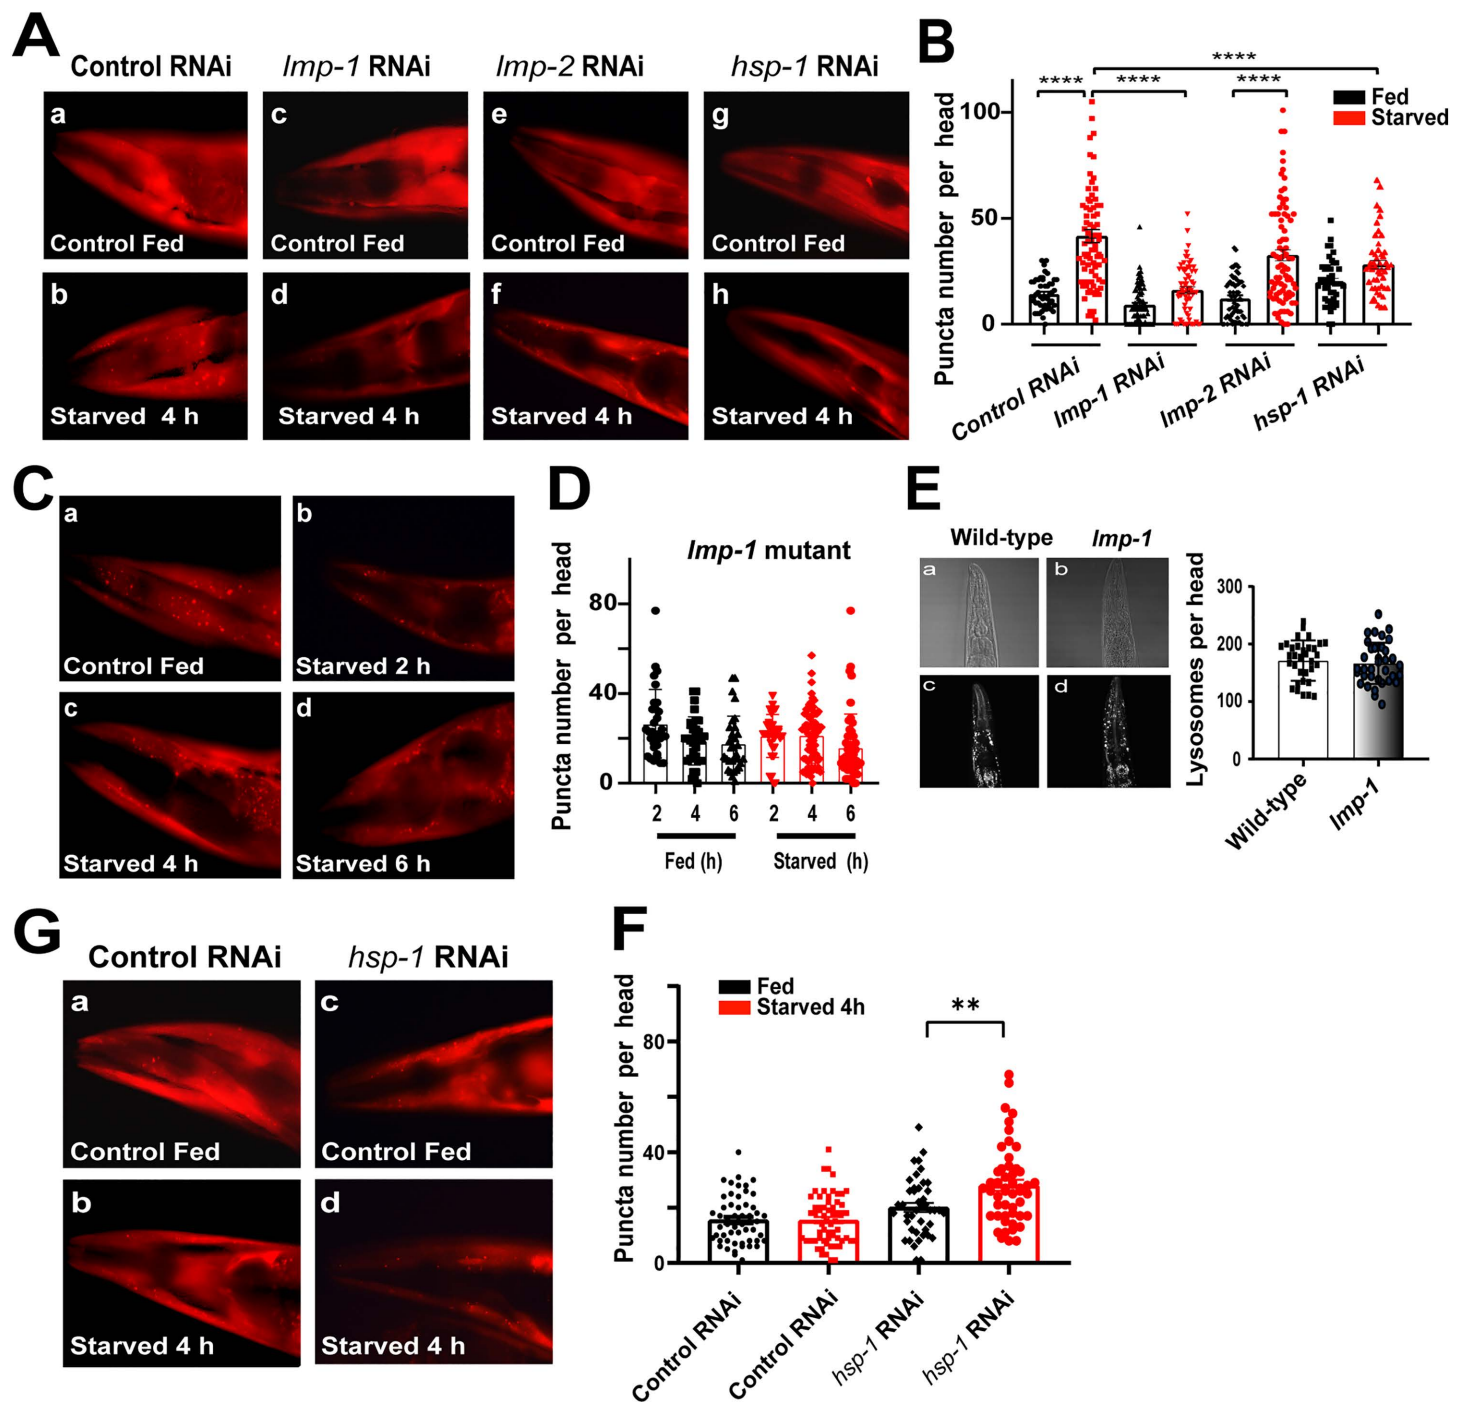 A
Control RNAi lmp-1 RNAi lmp-2 RNAi hsp-1 RNAi
a c e g
Control Fed Control Fed Control Fed Control Fed
b d f h
Starved 4 h Starved 4 h Starved 4 h Starved 4 h
B
****
**** **** ****
Fed
Starved
Puncta number per head
100
50
0
Control RNAi lmp-1 RNAi lmp-2 RNAi hsp-1 RNAi
C
a b
Control Fed Starved 2 h
c d
Starved 4 h Starved 6 h
D
lmp-1 mutant
Puncta number per head
80
40
0
2 4 6 2 4 6
Fed (h) Starved (h)
E
Wild-type lmp-1
a b
c d
Lysosomes per head
300
200
100
0
Wild-type lmp-1
G
Control RNAi hsp-1 RNAi
a c
Control Fed Control Fed
b d
Starved 4 h Starved 4 h
F
Fed
Starved 4h
**
Puncta number per head
80
40
0
Control RNAi Control RNAi hsp-1 RNAi hsp-1 RNAi